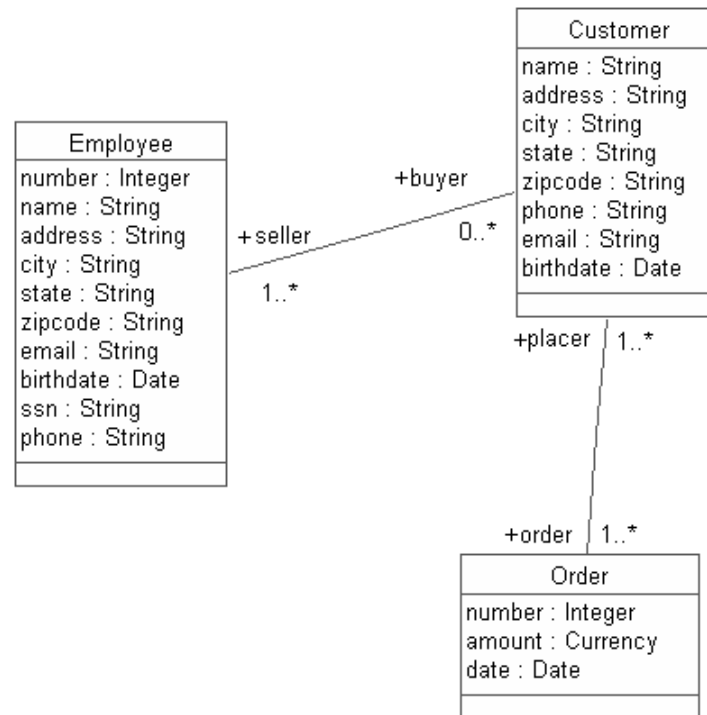 Customer
name : String
address : String
city : String
state : String
zipcode : String
phone : String
email : String
birthdate : Date
Employee
number : Integer
name : String
address : String
city : String
state : String
zipcode : String
email : String
birthdate : Date
ssn : String
phone : String
+buyer
0..*
+seller
1..*
+placer 1..*
+order 1..*
Order
number : Integer
amount : Currency
date : Date